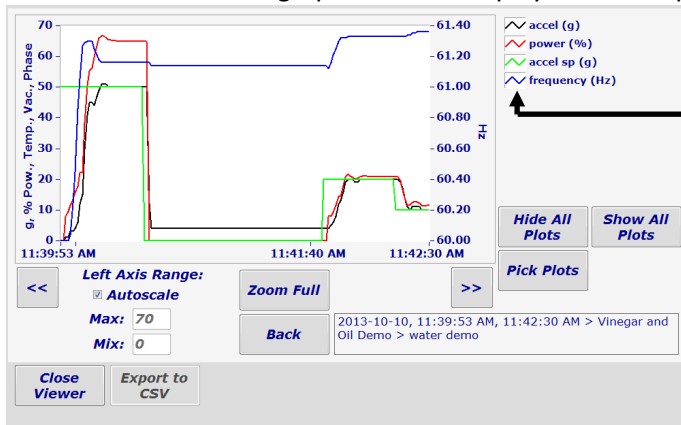 70
60
50
40
30
20
10
0
g, % Pow., Temp., Vac., Phase
61.40
61.20
61.00
60.80
60.60
60.40
60.20
60.00
Hz
11:39:53 AM
11:41:40 AM
11:42:30 AM
accel (g)
power (%)
accel sp (g)
frequency (Hz)
Hide All
Plots
Show All
Plots
Pick Plots
<<
Left Axis Range:
Autoscale
Max: 70
Mix: 0
Zoom Full
Back
>>
2013-10-10, 11:39:53 AM, 11:42:30 AM > Vinegar and
Oil Demo > water demo
Close
Viewer
Export to
CSV